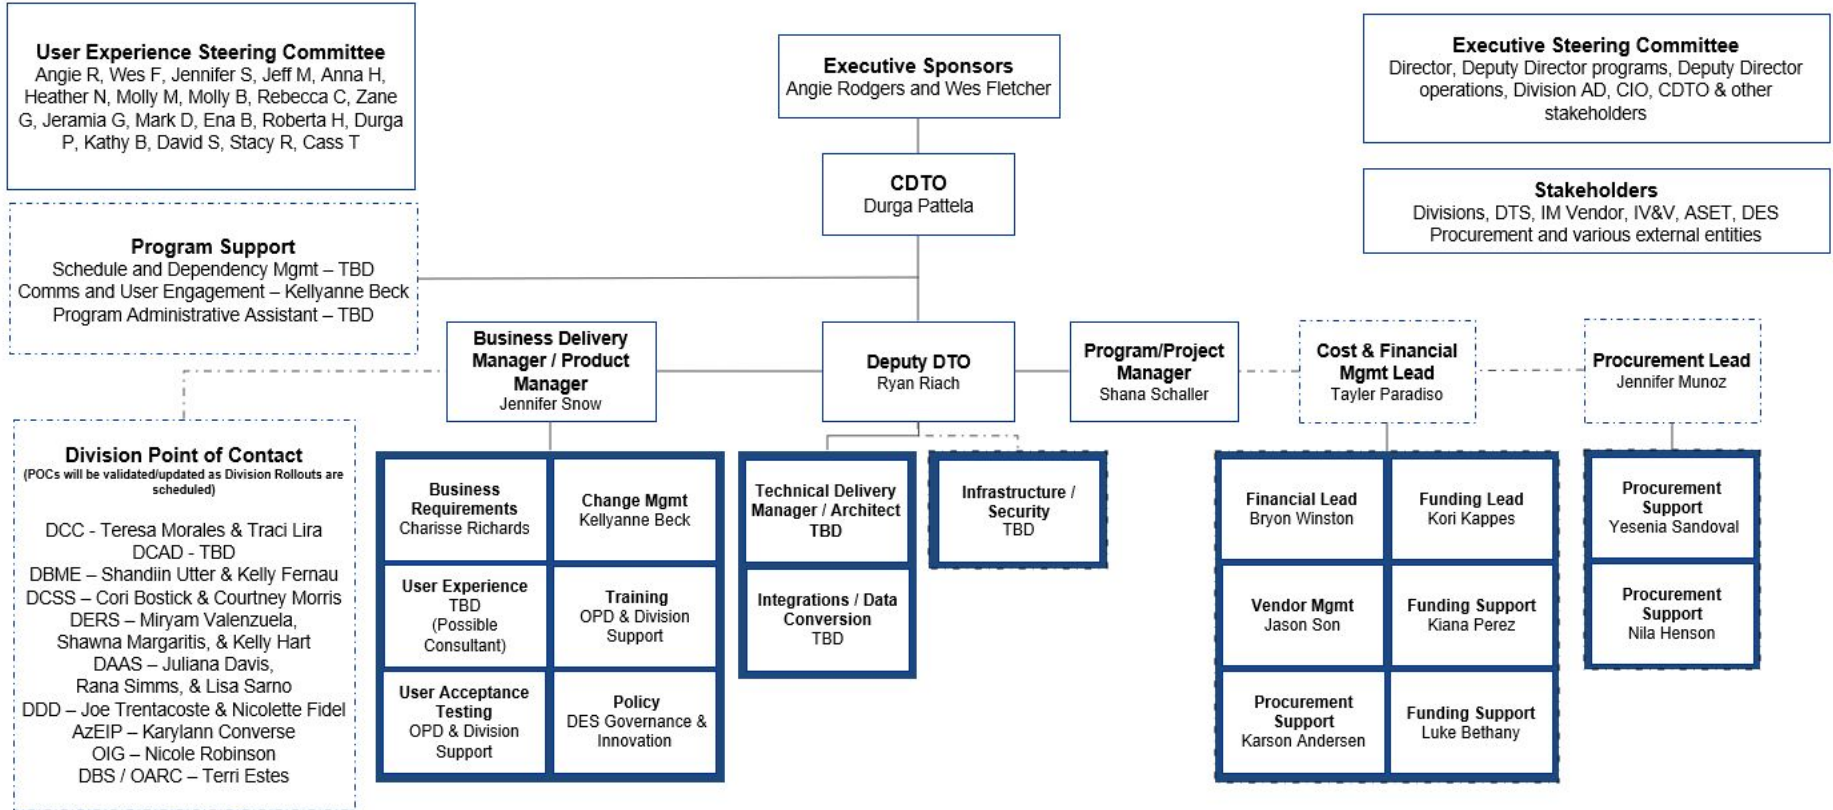 User Experience Steering Committee
Angie R, Wes F, Jennifer S, Jeff M, Anna H,
Heather N, Molly M, Molly B, Rebecca C, Zane
G, Jeramia G, Mark D, Ena B, Roberta H, Durga
P, Kathy B, David S, Stacy R, Cass T
Executive Sponsors
Angie Rodgers and Wes Fletcher
Executive Steering Committee
Director, Deputy Director programs, Deputy Director
operations, Division AD, CIO, CDTO & other
stakeholders
CDTO
Durga Pattela
Stakeholders
Divisions, DTS, IM Vendor, IV&V, ASET, DES
Procurement and various external entities
Program Support
Schedule and Dependency Mgmt – TBD
Comms and User Engagement – Kellyanne Beck
Program Administrative Assistant – TBD
Business Delivery
Manager / Product
Manager
Jennifer Snow
Deputy DTO
Ryan Riach
Program/Project
Manager
Shana Schaller
Cost & Financial
Mgmt Lead
Tayler Paradiso
Procurement Lead
Jennifer Munoz
Division Point of Contact
(POCs will be validated/updated as Division Rollouts are
scheduled)
DCC - Teresa Morales & Traci Lira
DCAD - TBD
DBME – Shandiin Utter & Kelly Fernau
DCSS – Cori Bostick & Courtney Morris
DERS – Miryam Valenzuela,
Shawna Margaritis, & Kelly Hart
DAAS – Juliana Davis,
Rana Simms, & Lisa Sarno
DDD – Joe Trentacoste & Nicolette Fidel
AzEIP – Karylann Converse
OIG – Nicole Robinson
DBS / OARC – Terri Estes
Business
Requirements
Charisse Richards
Change Mgmt
Kellyanne Beck
User Experience
TBD
(Possible
Consultant)
Training
OPD & Division
Support
User Acceptance
Testing
OPD & Division
Support
Policy
DES Governance &
Innovation
Technical Delivery
Manager / Architect
TBD
Integrations / Data
Conversion
TBD
Infrastructure /
Security
TBD
Financial Lead
Bryon Winston
Funding Lead
Kori Kappes
Vendor Mgmt
Jason Son
Funding Support
Kiana Perez
Procurement
Support
Karson Andersen
Funding Support
Luke Bethany
Procurement
Support
Yesenia Sandoval
Procurement
Support
Nila Henson